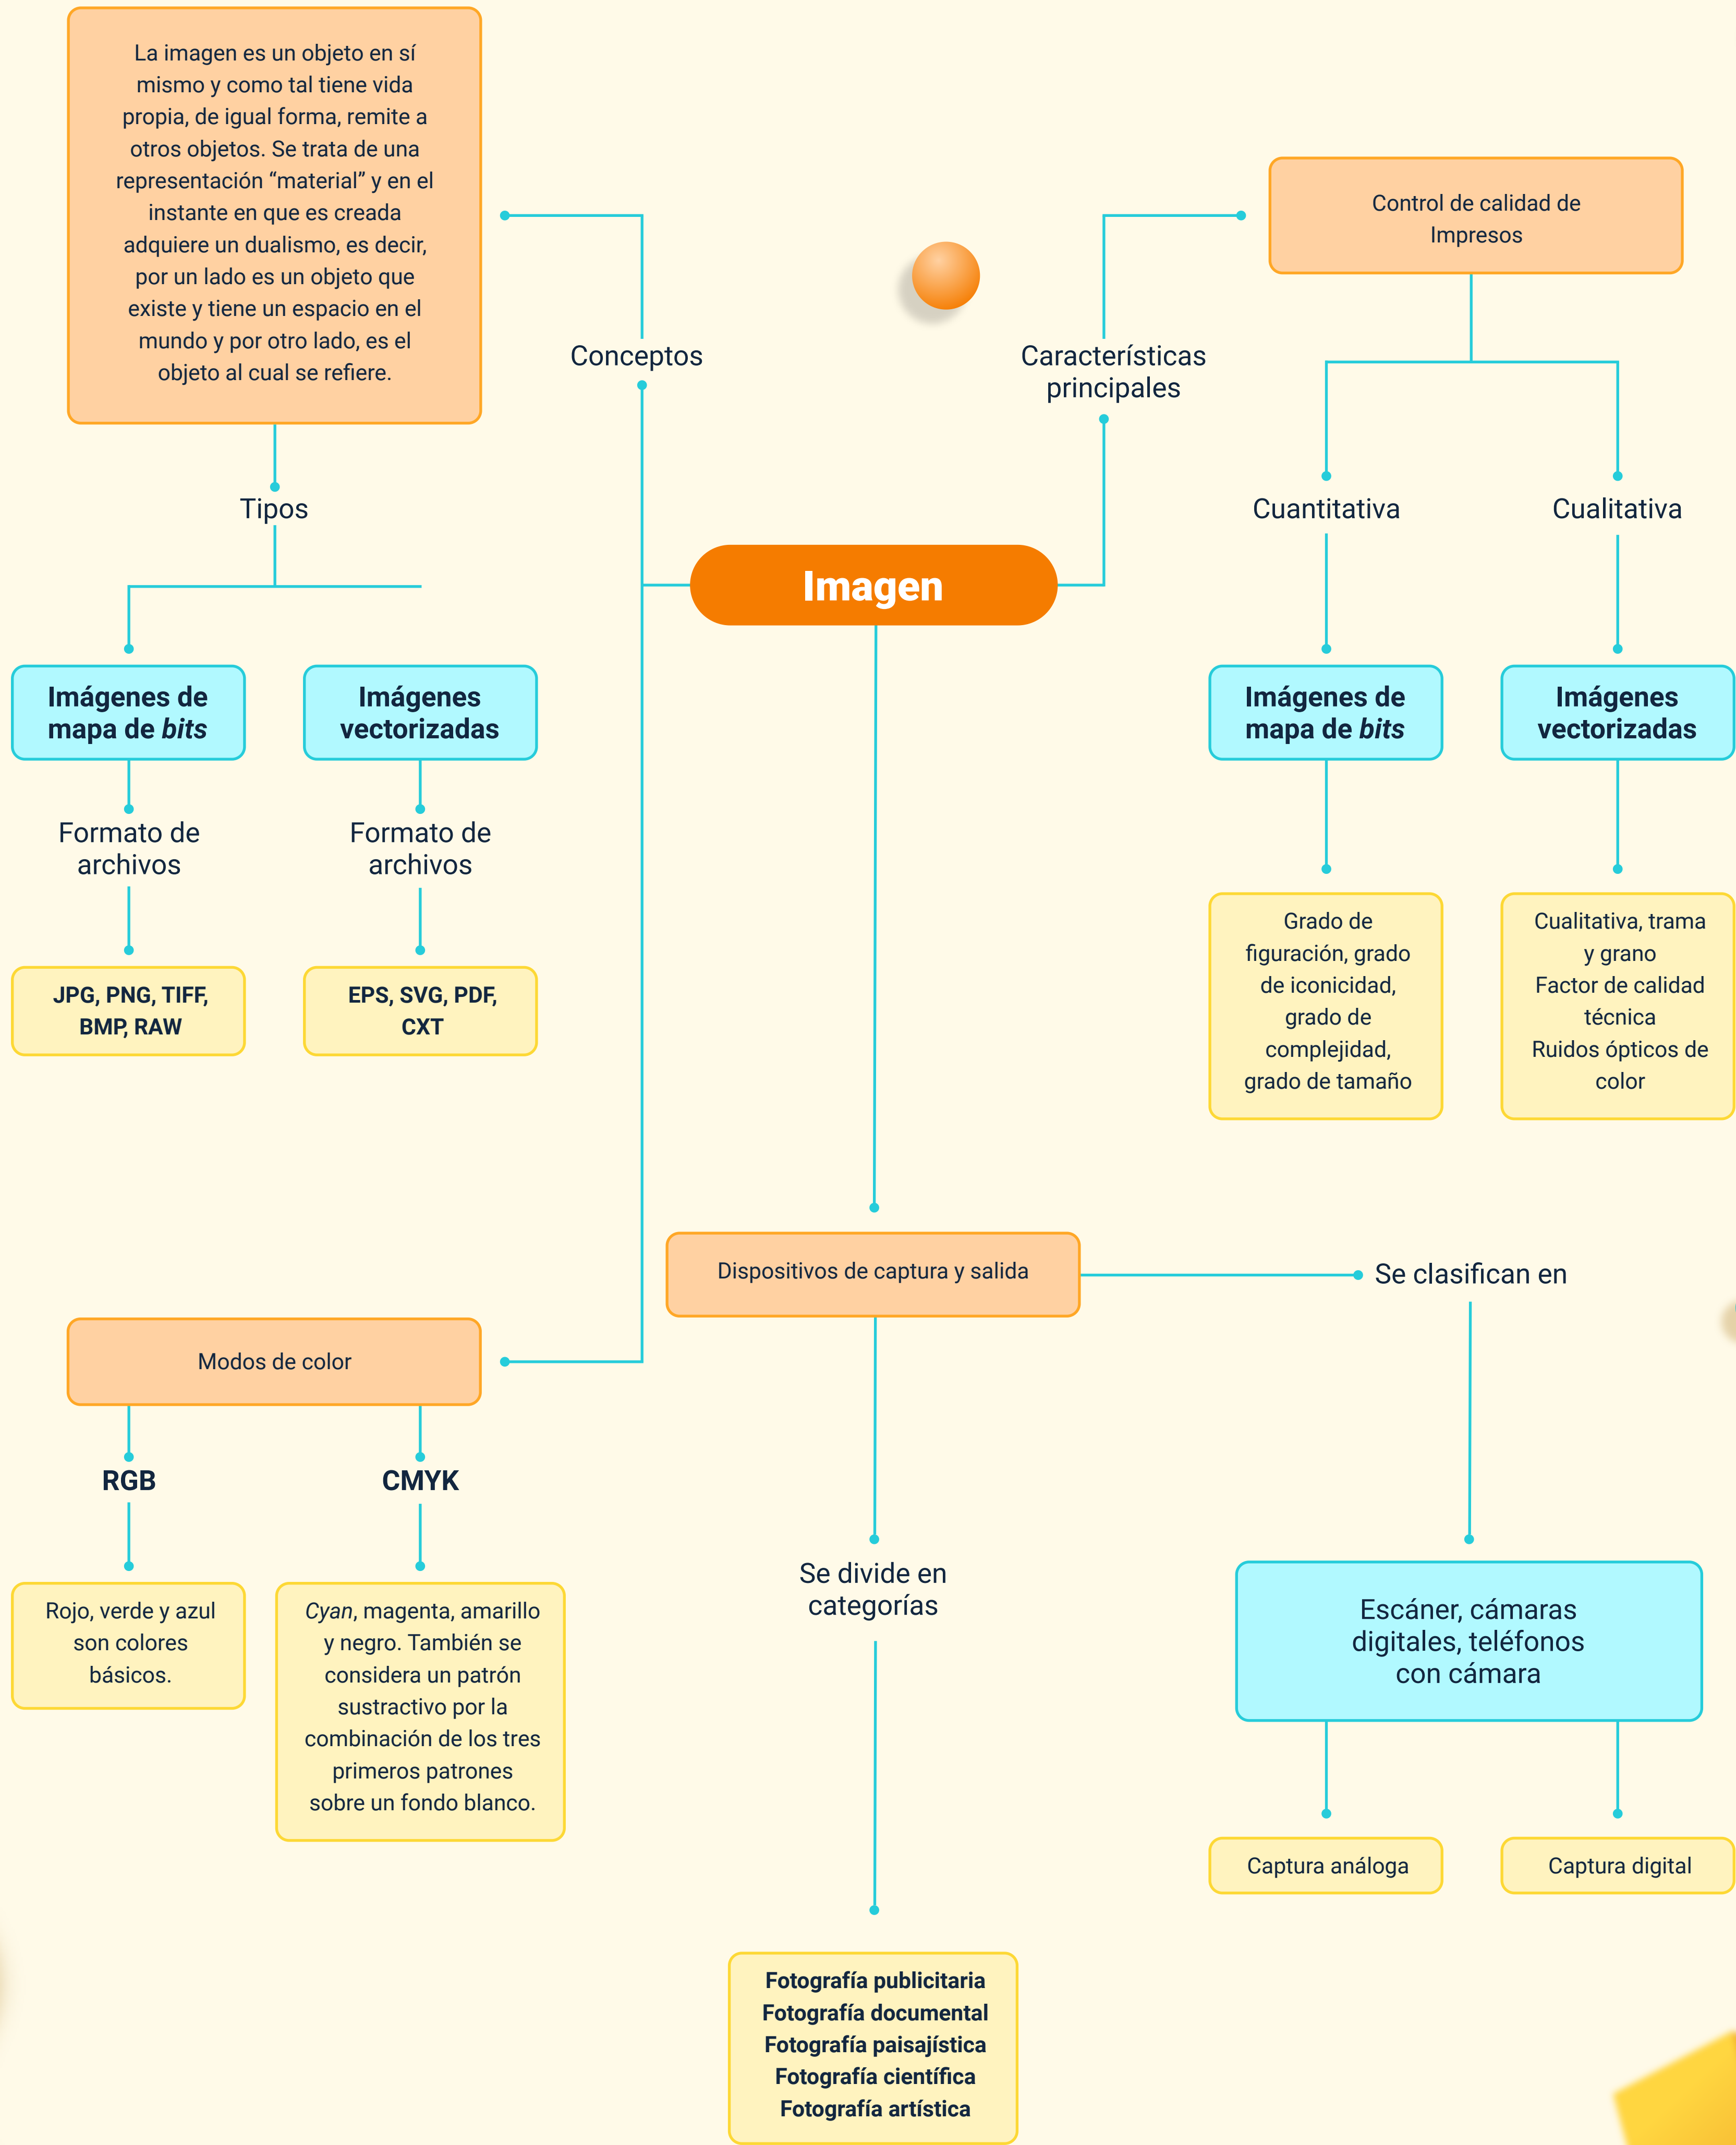 La imagen es un objeto en sí
mismo y como tal tiene vida
propia, de igual forma, remite a
otros objetos. Se trata de una
representación “material” y en el
instante en que es creada
adquiere un dualismo, es decir,
por un lado es un objeto que
existe y tiene un espacio en el
mundo y por otro lado, es el
objeto al cual se refiere.
Conceptos
Tipos
Imágenes de
mapa de bits
Formato de
archivos
JPG, PNG, TIFF,
BMP, RAW
Imágenes
vectorizadas
Formato de
archivos
EPS, SVG, PDF,
CXT
Imagen
Características
principales
Control de calidad de
Impresos
Cuantitativa
Imágenes de
mapa de bits
Grado de
figuración, grado
de iconicidad,
grado de
complejidad,
grado de tamaño
Cualitativa
Imágenes
vectorizadas
Cualitativa, trama
y grano
Factor de calidad
técnica
Ruidos ópticos de
color
Modos de color
RGB
Rojo, verde y azul
son colores
básicos.
CMYK
Cyan, magenta, amarillo
y negro. También se
considera un patrón
sustractivo por la
combinación de los tres
primeros patrones
sobre un fondo blanco.
Dispositivos de captura y salida
Se divide en
categorías
Fotografía publicitaria
Fotografía documental
Fotografía paisajística
Fotografía científica
Fotografía artística
Se clasifican en
Escáner, cámaras
digitales, teléfonos
con cámara
Captura análoga
Captura digital